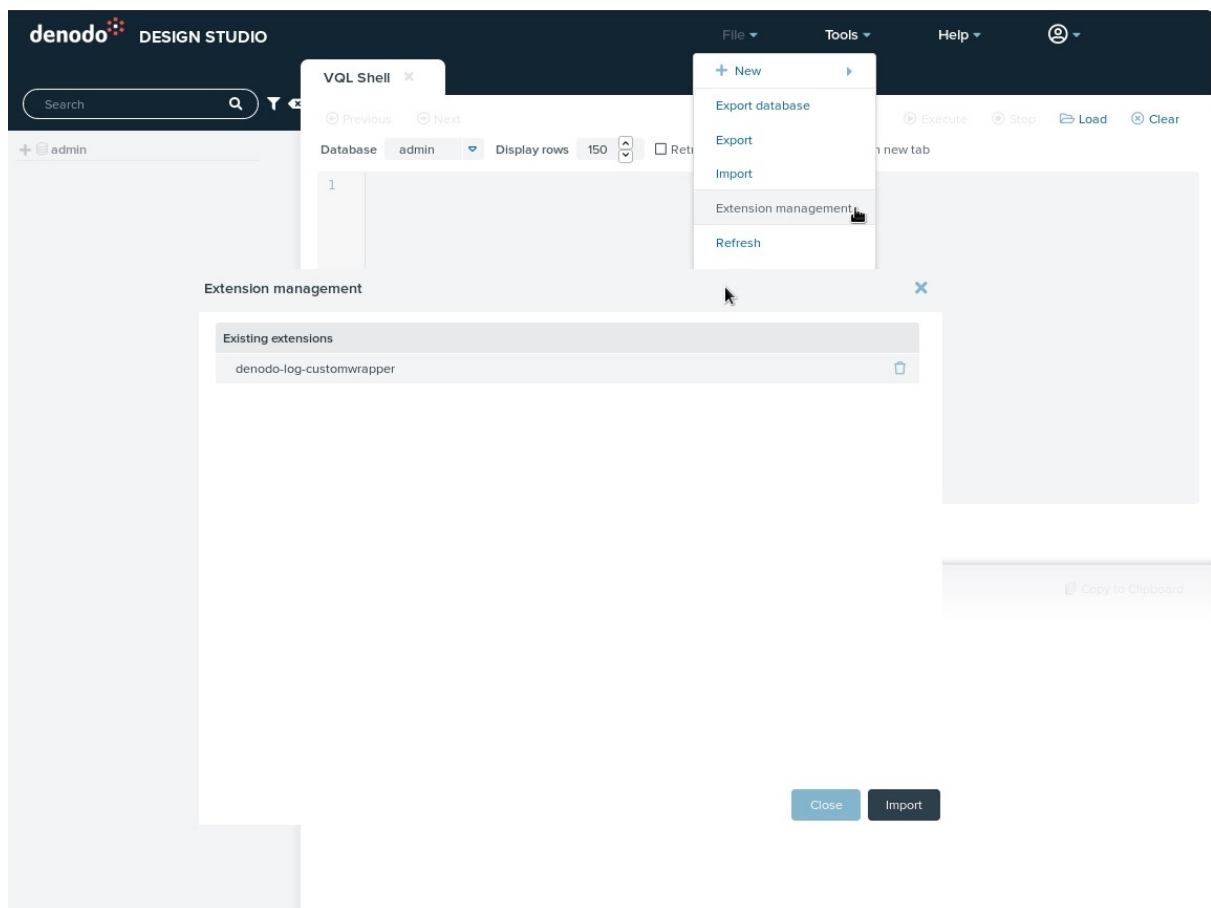 denodo DESIGN STUDIO
File
Tools
Help
VQL Shell
+ New
Search
Export database
Previous
Next
Execute
Stop
Load
Clear
admin
Database
admin
Display rows
150
Export
new tab
1
Import
Extension management
Refresh
Extension management
Existing extensions
denodo-log-customwrapper
Copy to Clipboard
Close
Import